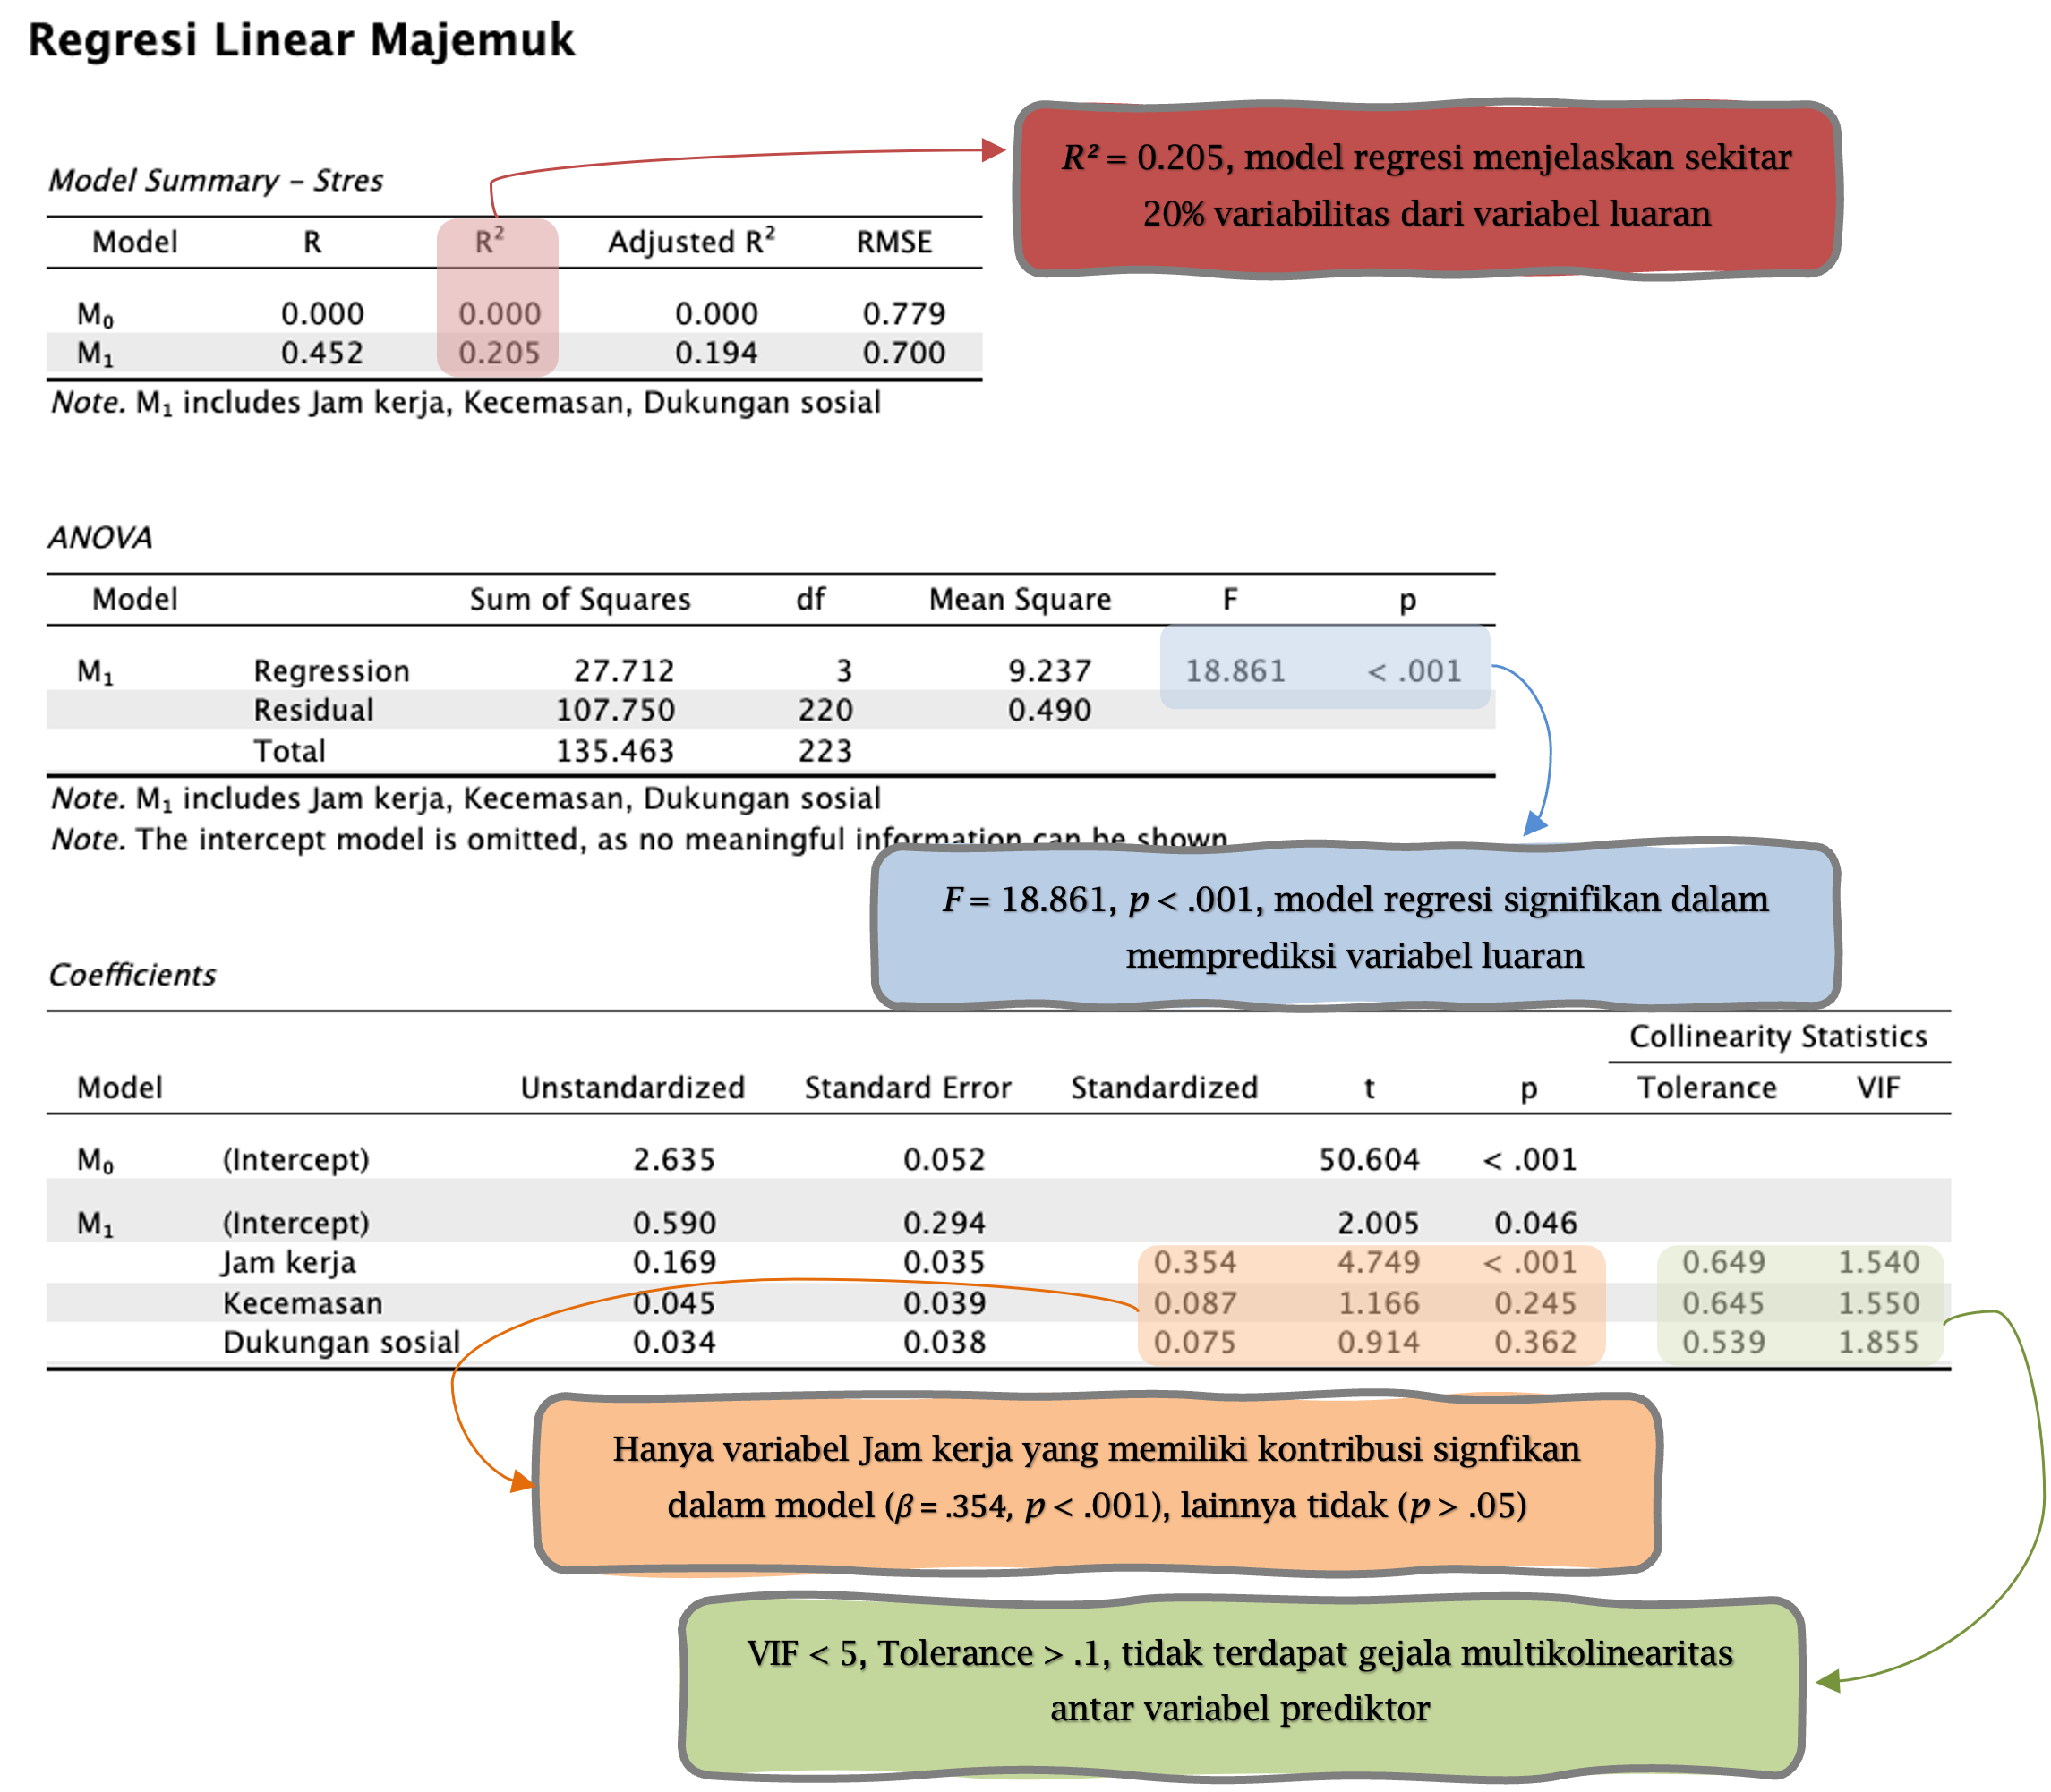 Regresi Linear Majemuk
R² = 0.205, model regresi menjelaskan sekitar
20% variabilitas dari variabel luaran
Model Summary – Stres
Model R R² Adjusted R² RMSE
M₀ 0.000 0.000 0.000 0.779
M₁ 0.452 0.205 0.194 0.700
Note. M₁ includes Jam kerja, Kecemasan, Dukungan sosial
ANOVA
Model Sum of Squares df Mean Square F p
M₁ Regression 27.712 3 9.237 18.861 < .001
Residual 107.750 220 0.490
Total 135.463 223
Note. M₁ includes Jam kerja, Kecemasan, Dukungan sosial
Note. The intercept model is omitted, as no meaningful information can be shown
F = 18.861, p < .001, model regresi signifikan dalam
memprediksi variabel luaran
Coefficients
Collinearity Statistics
Model Unstandardized Standard Error Standardized t p Tolerance VIF
M₀ (Intercept) 2.635 0.052 50.604 < .001
M₁ (Intercept) 0.590 0.294 2.005 0.046
Jam kerja 0.169 0.035 0.354 4.749 < .001 0.649 1.540
Kecemasan 0.045 0.039 0.087 1.166 0.245 0.645 1.550
Dukungan sosial 0.034 0.038 0.075 0.914 0.362 0.539 1.855
Hanya variabel Jam kerja yang memiliki kontribusi signfikan
dalam model (β = .354, p < .001), lainnya tidak (p > .05)
VIF < 5, Tolerance > .1, tidak terdapat gejala multikolinearitas
antar variabel prediktor